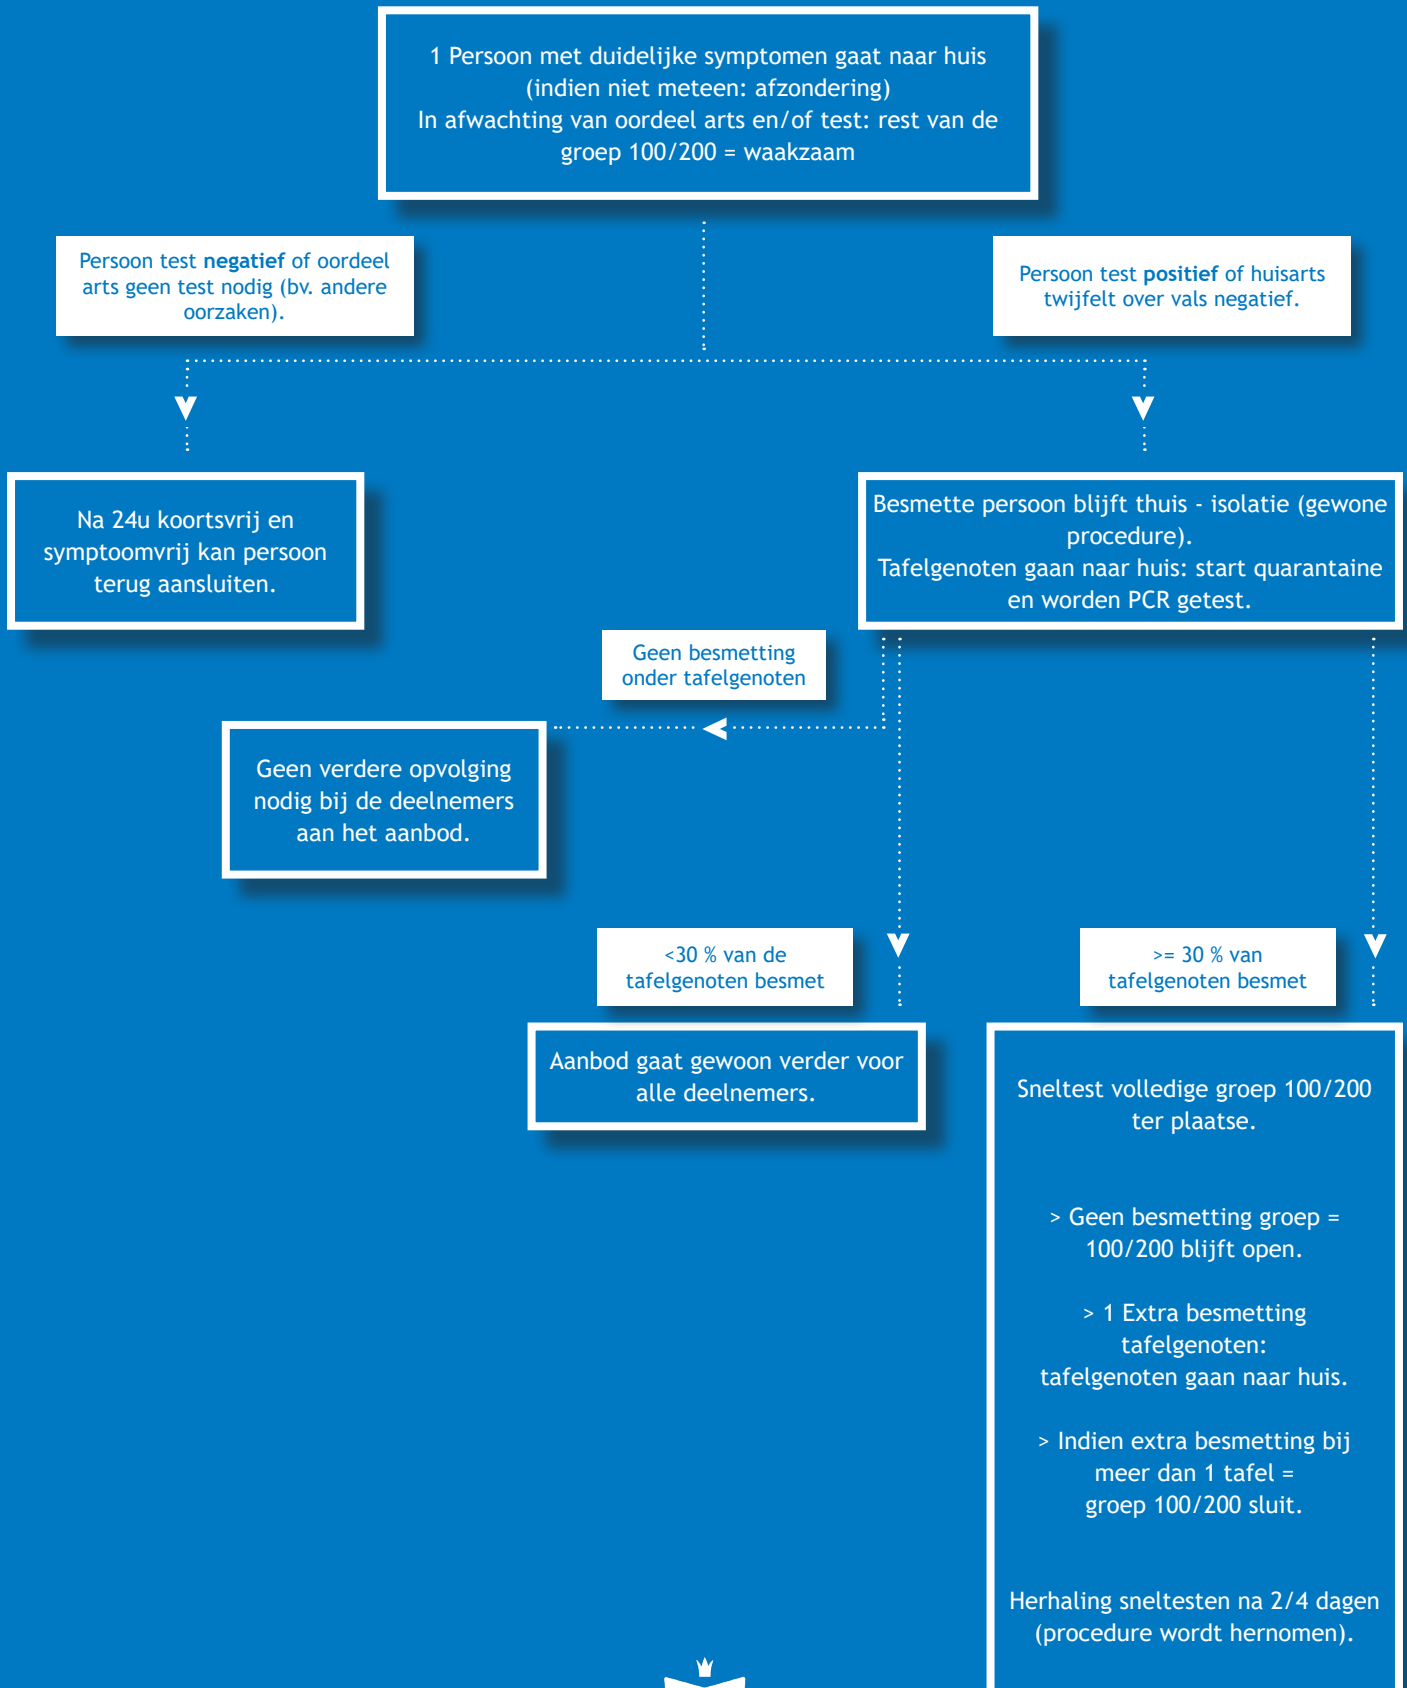 1 Persoon met duidelijke symptomen gaat naar huis
(indien niet meteen: afzondering)
In afwachting van oordeel arts en/of test: rest van de
groep 100/200 = waakzaam
Persoon test negatief of oordeel
arts geen test nodig (bv. andere
oorzaken).
Persoon test positief of huisarts
twijfelt over vals negatief.
Na 24u koortsvrij en
symptoomvrij kan persoon
terug aansluiten.
Besmette persoon blijft thuis - isolatie (gewone
procedure).
Tafelgenoten gaan naar huis: start quarantaine
en worden PCR getest.
Geen besmetting
onder tafelgenoten
Geen verdere opvolging
nodig bij de deelnemers
aan het aanbod.
<30 % van de
tafelgenoten besmet
>= 30 % van
tafelgenoten besmet
Aanbod gaat gewoon verder voor
alle deelnemers.
Sneltest volledige groep 100/200
ter plaatse.
> Geen besmetting groep =
100/200 blijft open.
> 1 Extra besmetting
tafelgenoten:
tafelgenoten gaan naar huis.
> Indien extra besmetting bij
meer dan 1 tafel =
groep 100/200 sluit.
Herhaling sneltesten na 2/4 dagen
(procedure wordt hernomen).